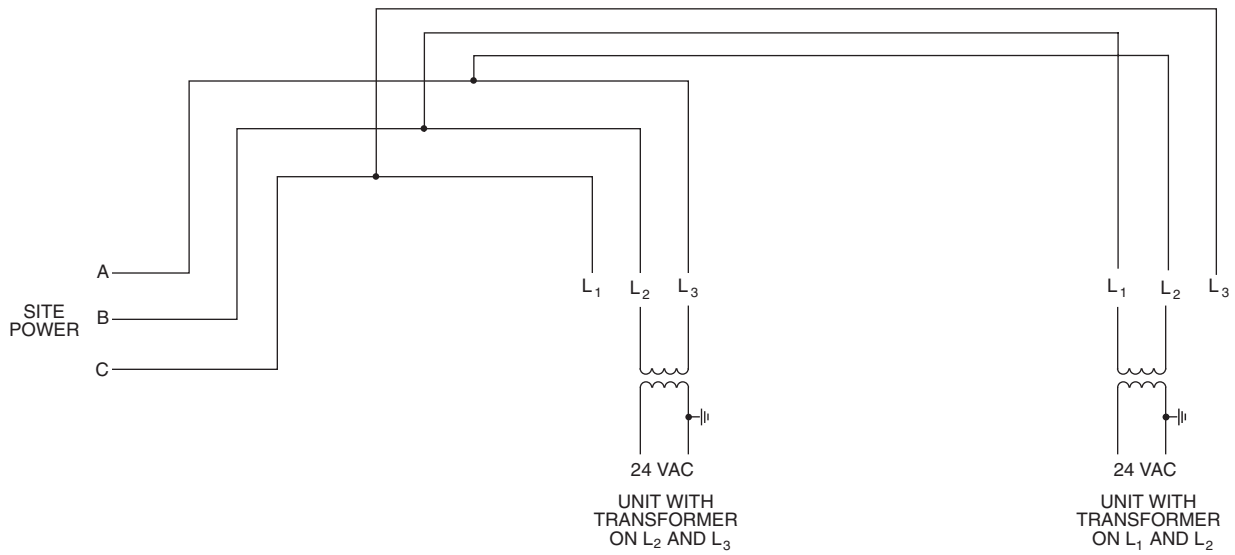 A
SITE
POWER
B
C
L1
L2
L3
L1
L2
L3
24 VAC
UNIT WITH
TRANSFORMER
ON L2 AND L3
24 VAC
UNIT WITH
TRANSFORMER
ON L1 AND L2